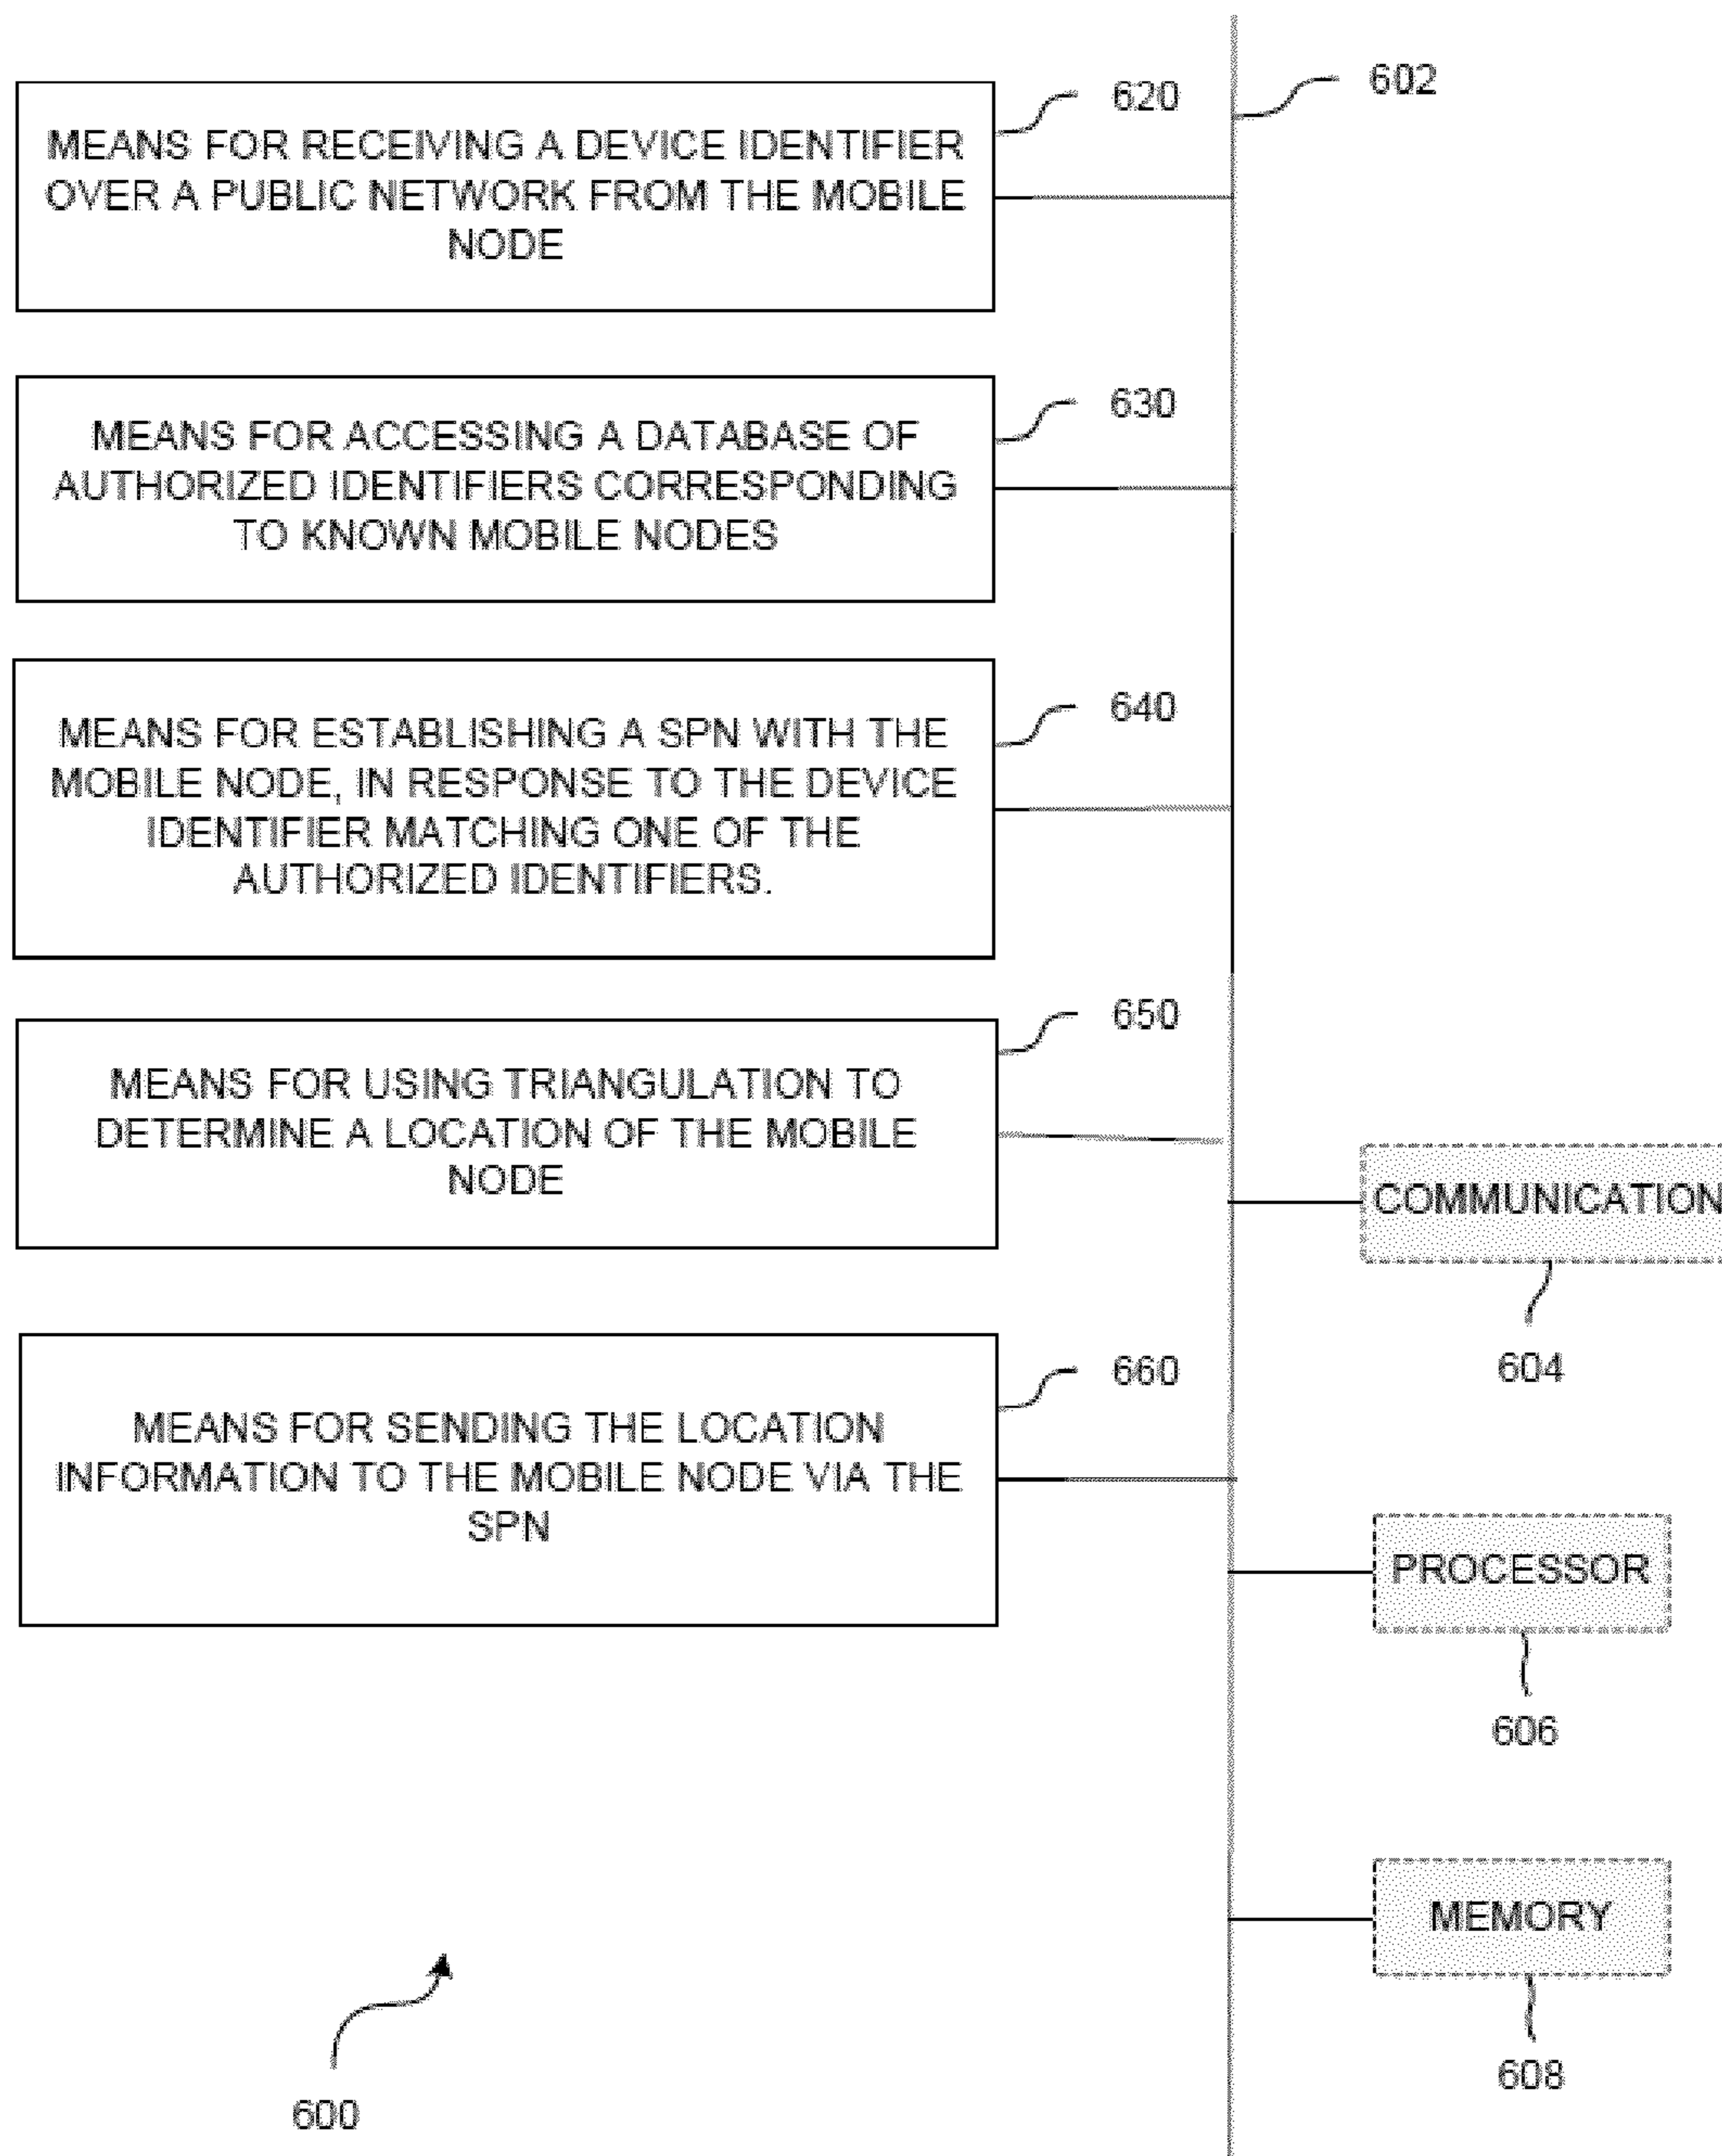 602
620
MEANS FOR RECEIVING A DEVICE IDENTIFIER
OVER A PUBLIC NETWORK FROM THE MOBILE
NODE
630
MEANS FOR ACCESSING A DATABASE OF
AUTHORIZED IDENTIFIERS CORRESPONDING
TO KNOWN MOBILE NODES
640
MEANS FOR ESTABLISHING A SPN WITH THE
MOBILE NODE, IN RESPONSE TO THE DEVICE
IDENTIFIER MATCHING ONE OF THE
AUTHORIZED IDENTIFIERS.
650
MEANS FOR USING TRIANGULATION TO
DETERMINE A LOCATION OF THE MOBILE
NODE
COMMUNICATION
604
660
MEANS FOR SENDING THE LOCATION
INFORMATION TO THE MOBILE NODE VIA THE
SPN
PROCESSOR
606
MEMORY
608
600